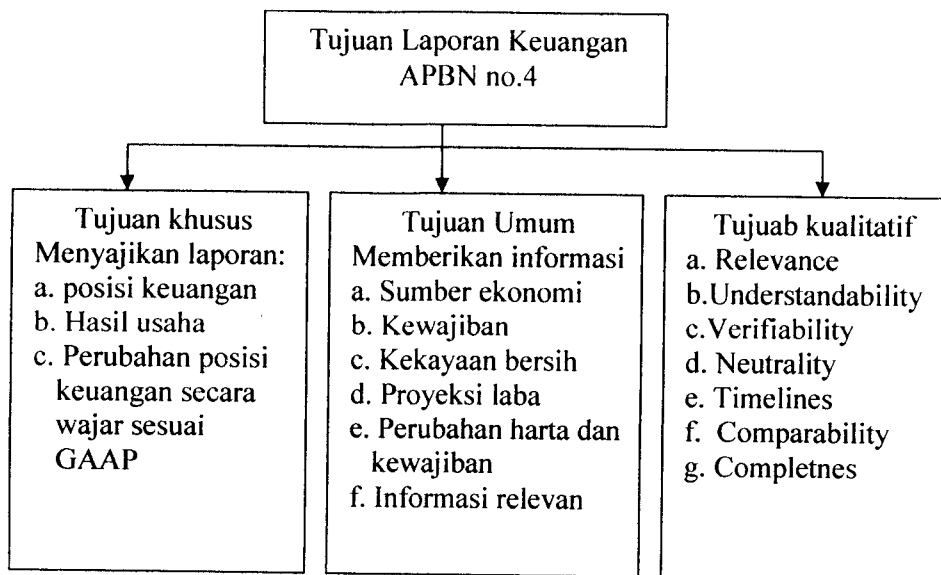 Tujuan Laporan Keuangan
APBN no.4
Tujuan khusus
Menyajikan laporan:
a. posisi keuangan
b. Hasil usaha
c. Perubahan posisi
keuangan secara
wajar sesuai
GAAP
Tujuan Umum
Memberikan informasi
a. Sumber ekonomi
b. Kewajiban
c. Kekayaan bersih
d. Proyeksi laba
e. Perubahan harta dan
kewajiban
f. Informasi relevan
Tujuab kualitatif
a. Relevance
b.Understandability
c.Verifiability
d. Neutrality
e. Timelines
f. Comparability
g. Completnes